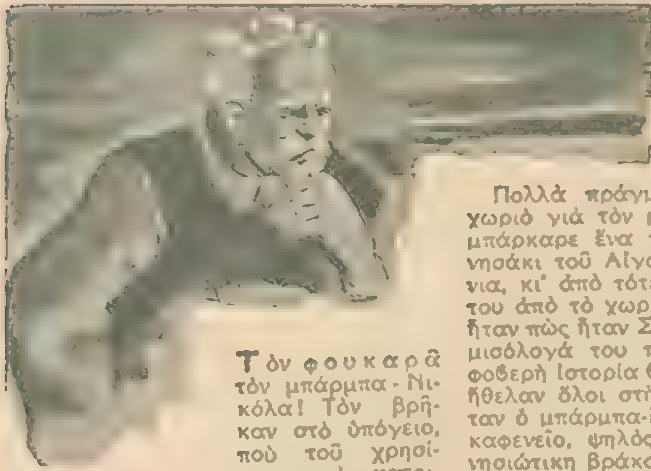 Τὸν φουκαρᾶ
τὸν μπάρμπα - Νι-
κόλα! Τὸν βρῆ-
καν στὸ ὑπόγειο,
ποὺ τοῦ χρησί-
Πολλὰ πράγμ
χωριὸ γιὰ τὸν
μπάρκαρε ἕνα
νησάκι τοῦ Αἰγα
νια, κι' ἀπὸ τότε
του ἀπὸ τὸ χωρ
ἦταν πὼς ἦταν Σ
μισόλογά του
φοβερὴ ἱστορία
ἤθελαν ὅλοι στὴ
ταν ὁ μπάρμπα-
καφενεῖο, ψηλὸς
νησιώτικη βράκα